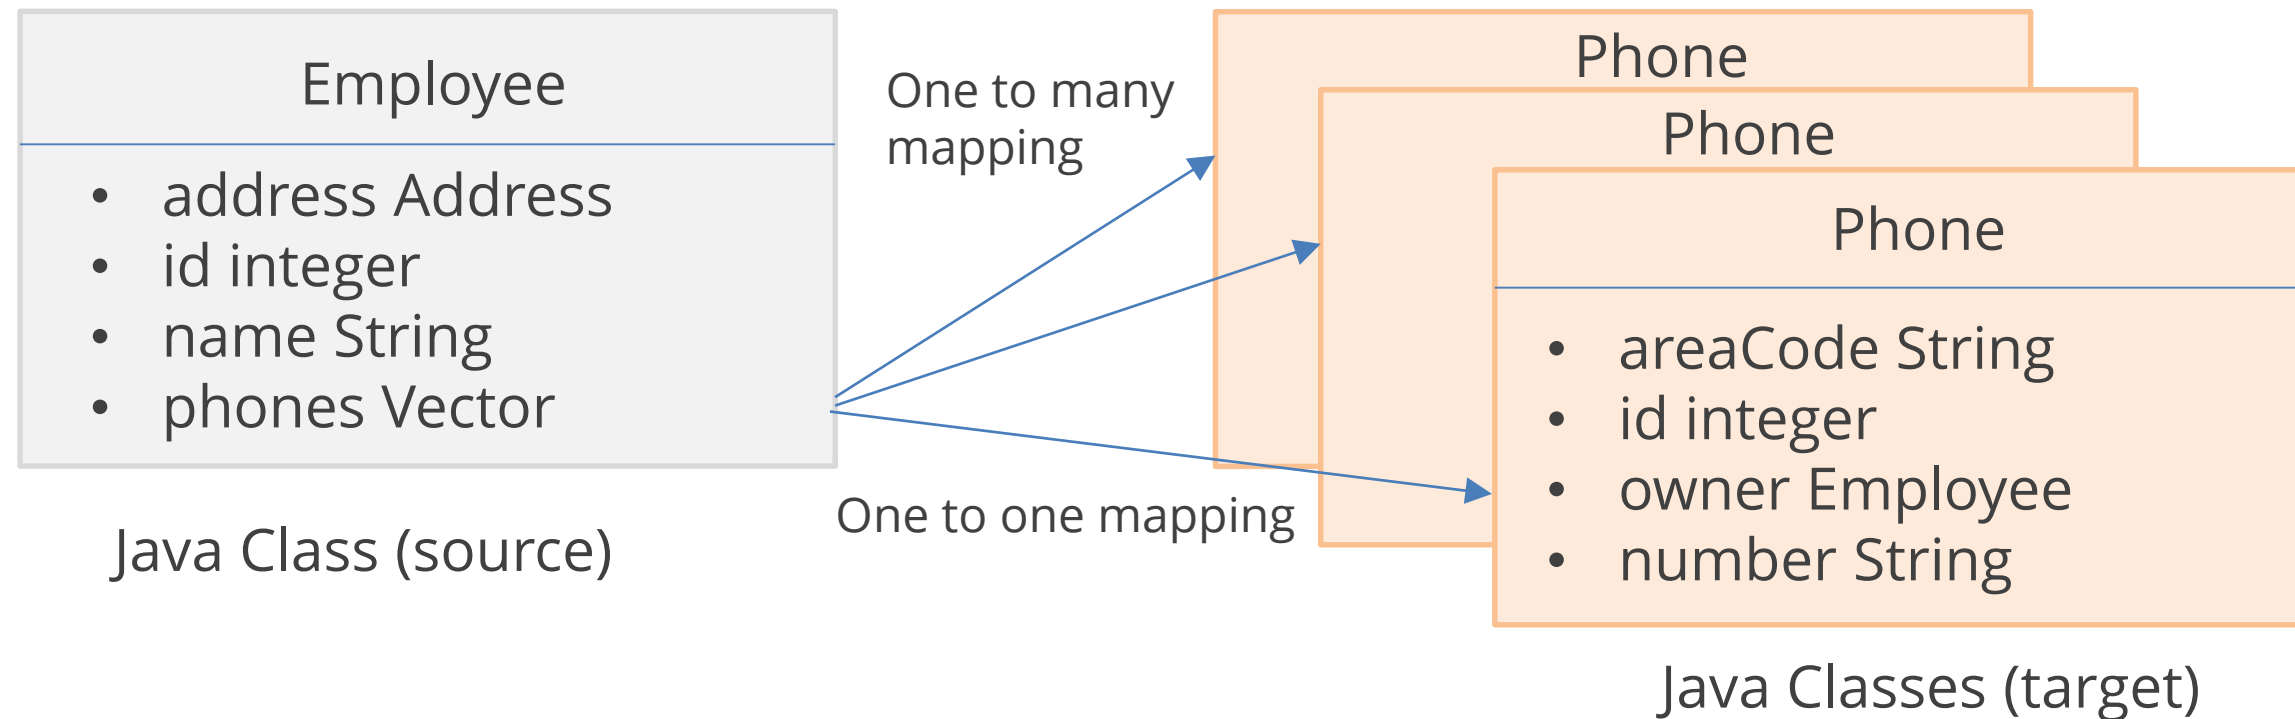 Employee
• address Address
• id integer
• name String
• phones Vector
Java Class (source)
One to many
mapping
One to one mapping
Phone
Phone
Phone
• areaCode String
• id integer
• owner Employee
• number String
Java Classes (target)